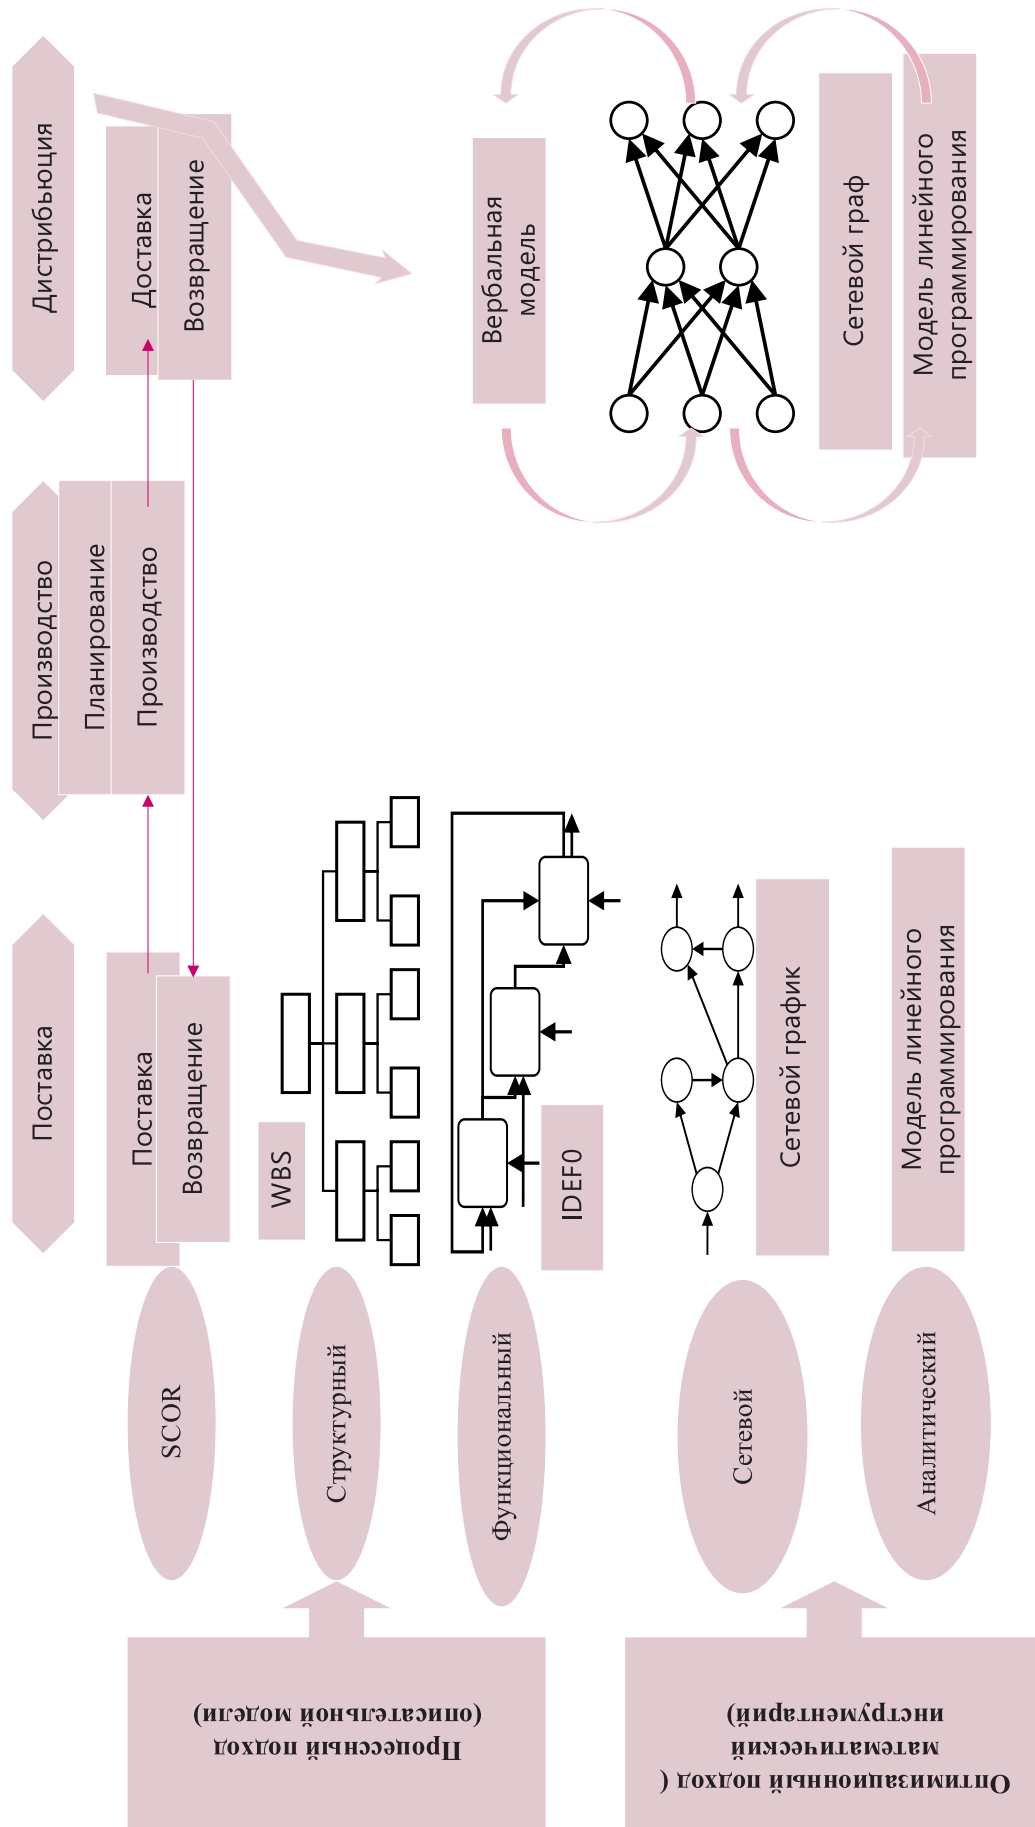 Поставка
Производство
Дистрибьюция
SCOR
Поставка
Возвращение
Планирование
Производство
Доставка
Возвращение
Процессный подход
(описательной модели)
Структурный
WBS
Функциональный
IDEF0
Вербальная
модель
Оптимизационный подход (
математический
инструментарий)
Сетевой
Сетевой график
Сетевой граф
Аналитический
Модель линейного
программирования
Модель линейного
программирования